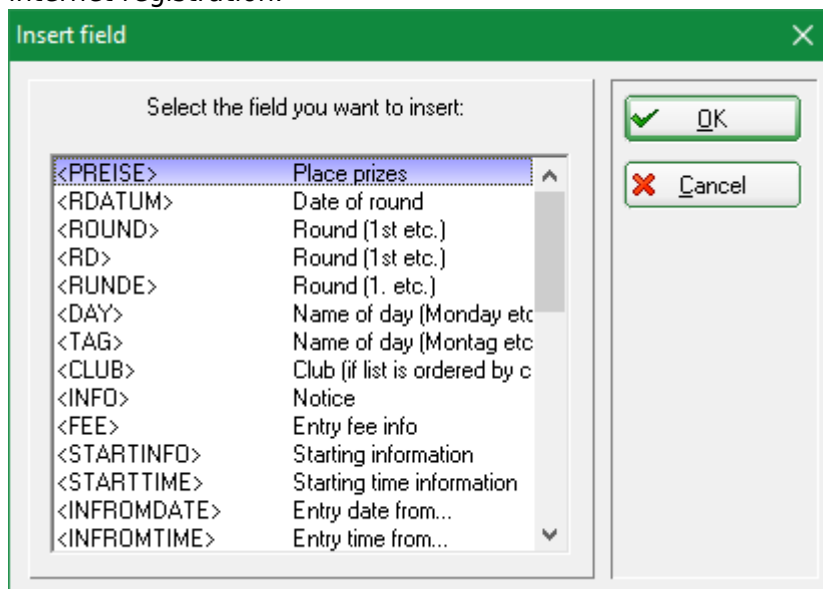 internet registration.
Insert field
Select the field you want to insert:
OK
Cancel
<PREISE> Place prizes
<RDATUM> Date of round
<ROUND> Round (1st etc.)
<RD> Round (1st etc.)
<RUNDE> Round (1. etc.)
<DAY> Name of day (Monday etc
<TAG> Name of day (Montag etc
<CLUB> Club (if list is ordered by c
<INFO> Notice
<FEE> Entry fee info
<STARTINFO> Starting information
<STARTTIME> Starting time information
<INFROMDATE> Entry date from...
<INFROMTIME> Entry time from...